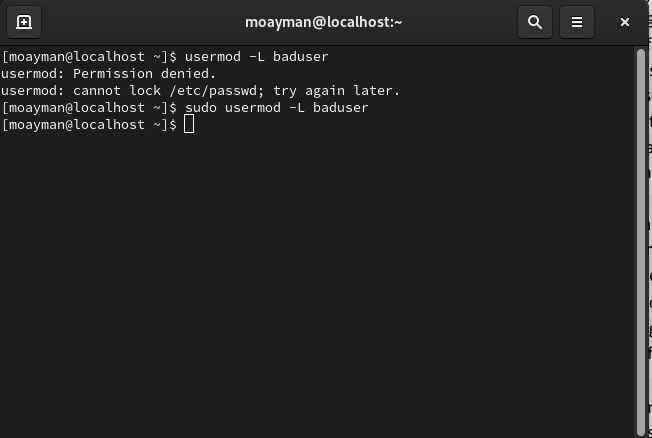 moayman@localhost:~
[moayman@localhost ~]$ usermod -L baduser
usermod: Permission denied.
usermod: cannot lock /etc/passwd; try again later.
[moayman@localhost ~]$ sudo usermod -L baduser
[moayman@localhost ~]$